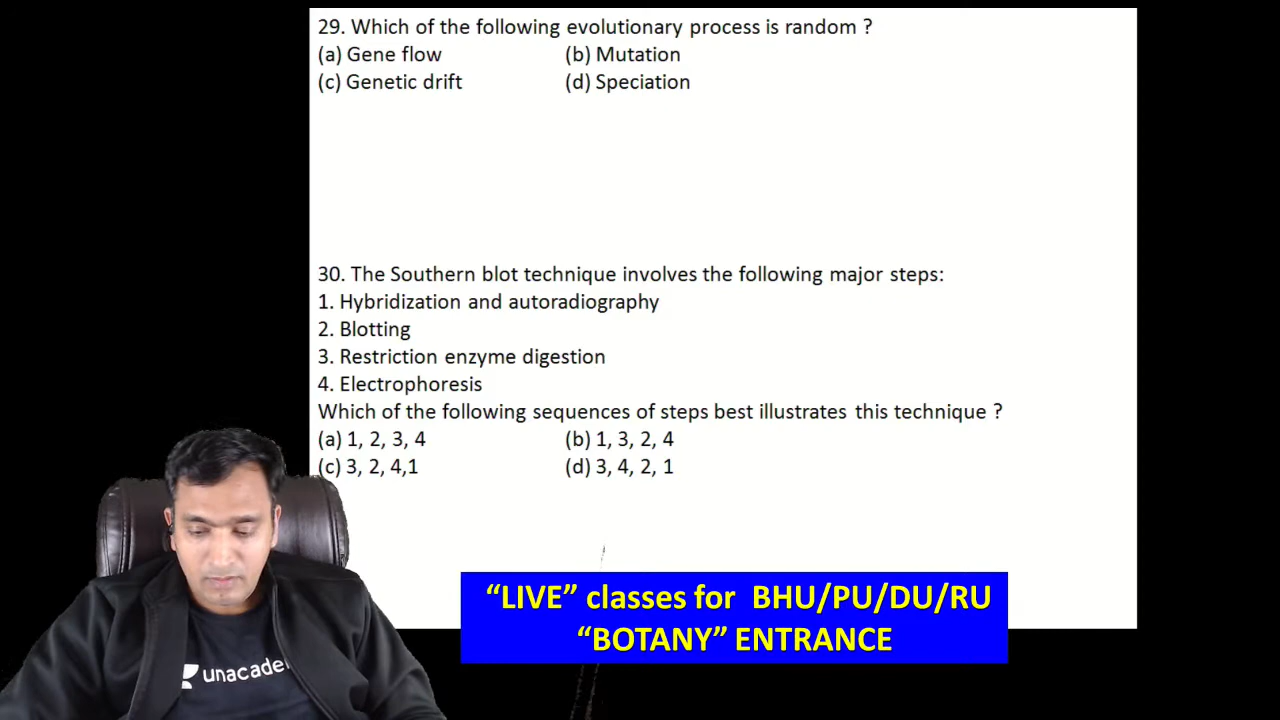 29. Which of the following evolutionary process is random ?
(a) Gene flow (b) Mutation
(c) Genetic drift (d) Speciation
30. The Southern blot technique involves the following major steps:
1. Hybridization and autoradiography
2. Blotting
3. Restriction enzyme digestion
4. Electrophoresis
Which of the following sequences of steps best illustrates this technique ?
(a) 1, 2, 3, 4 (b) 1, 3, 2, 4
(c) 3, 2, 4,1 (d) 3, 4, 2, 1
“LIVE” classes for BHU/PU/DU/RU
“BOTANY” ENTRANCE